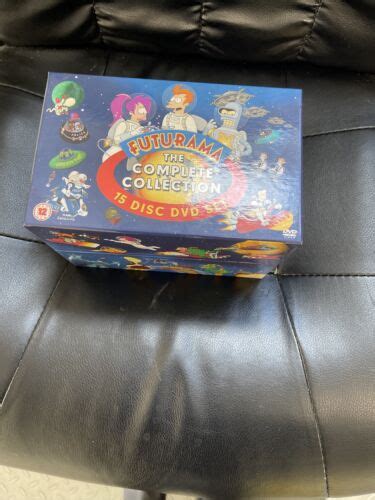 FUTURAMA
THE
COMPLETE
COLLECTION
15 DISC DVD SET
12
DVD